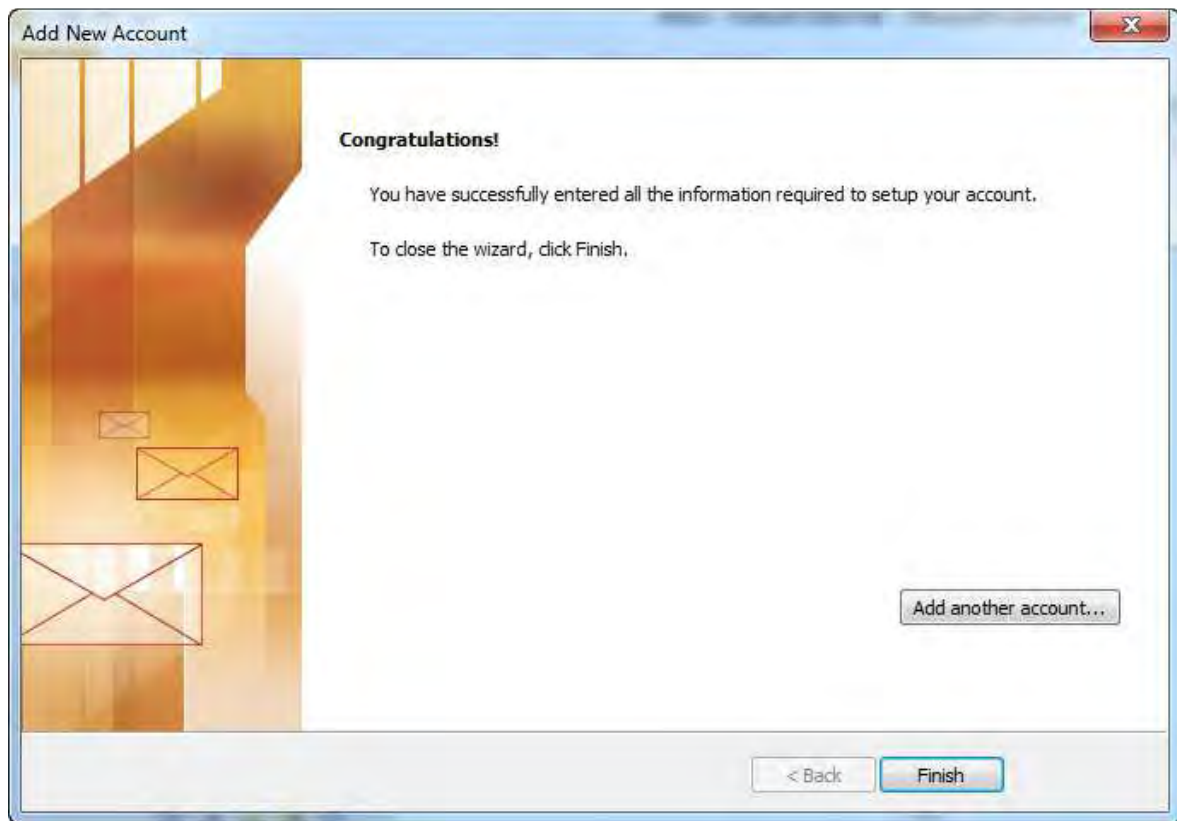 Add New Account
Congratulations!
You have successfully entered all the information required to setup your account.
To close the wizard, click Finish.
Add another account...
< Back
Finish